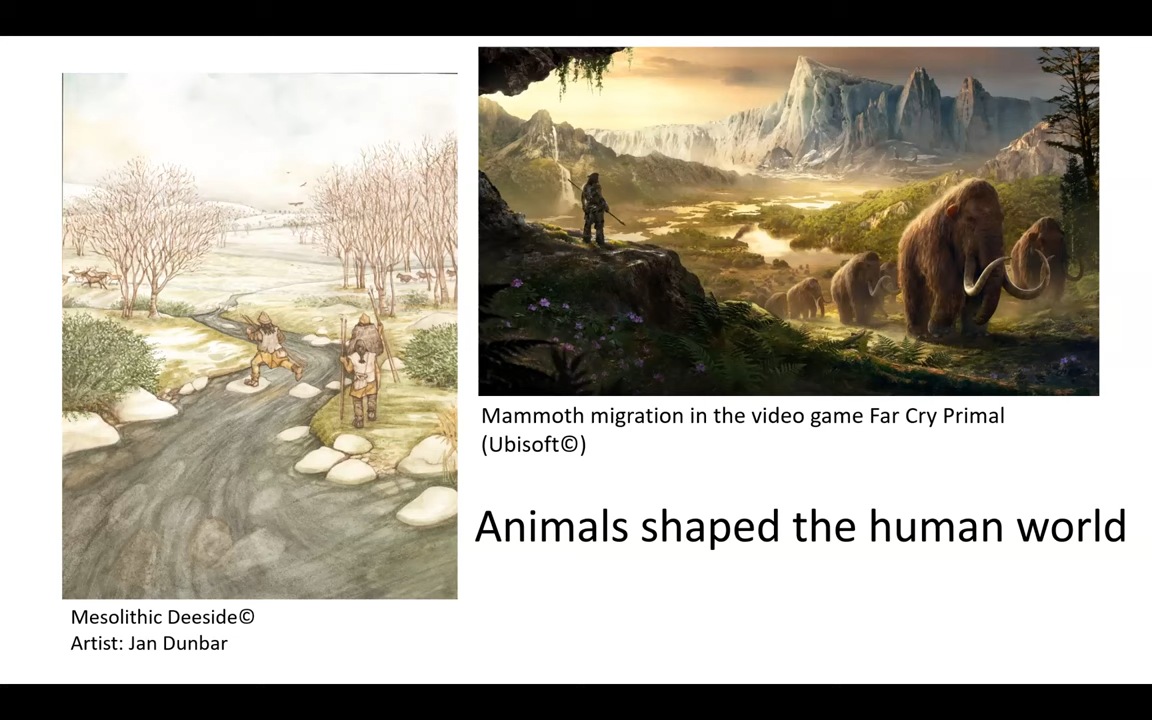 Mammoth migration in the video game Far Cry Primal
(Ubisoft©)
Animals shaped the human world
Mesolithic Deeside©
Artist: Jan Dunbar